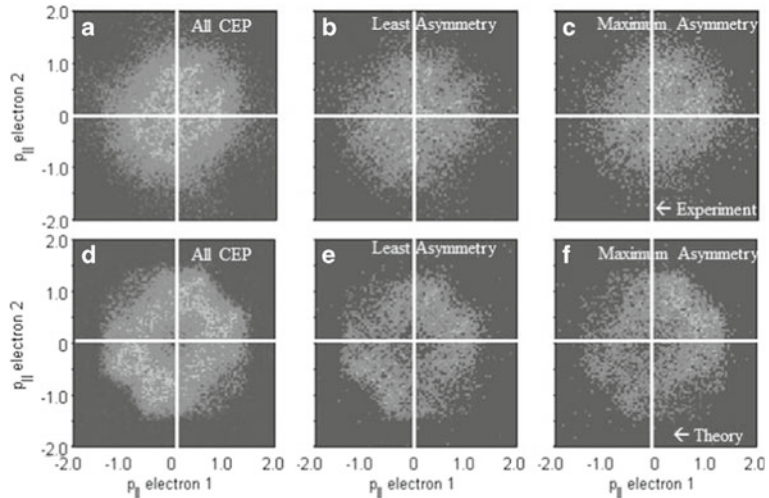 a All CEP b Least Asymmetry c Maximum Asymmetry
2.0
1.0
0
-1.0
-2.0
p|| electron 2
← Experiment
d All CEP e Least Asymmetry f Maximum Asymmetry
2.0
1.0
0
-1.0
-2.0
p|| electron 2
← Theory
-2.0 -1.0 0 1.0 2.0 -2.0 -1.0 0 1.0 2.0 -2.0 -1.0 0 1.0 2.0
p|| electron 1 p|| electron 1 p|| electron 1